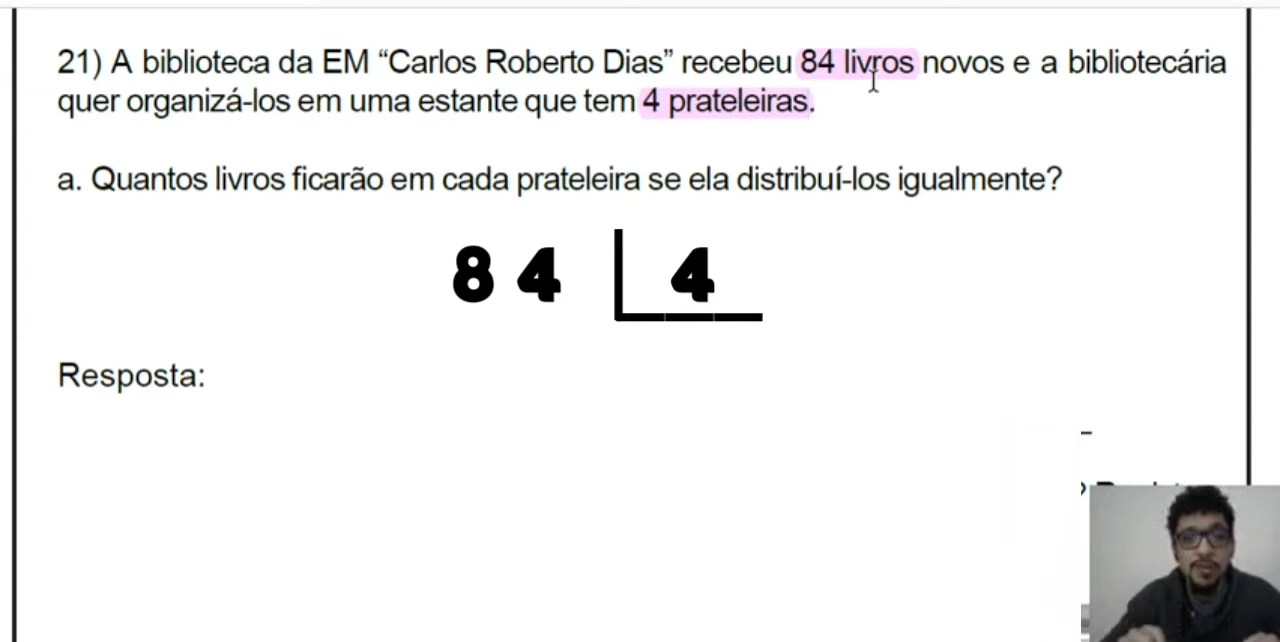 21) A biblioteca da EM “Carlos Roberto Dias” recebeu 84 livros novos e a bibliotecária
quer organizá-los em uma estante que tem 4 prateleiras.
a. Quantos livros ficarão em cada prateleira se ela distribuí-los igualmente?
84 4
Resposta: